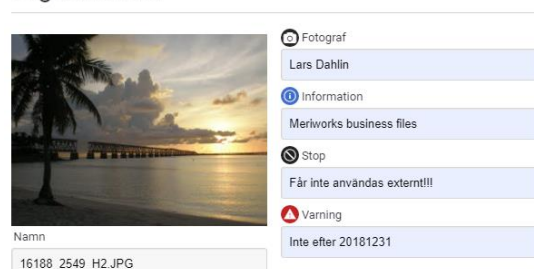 Fotograf
Lars Dahlin
Information
Meriworks business files
Stop
Får inte användas externt!!!
Varning
Inte efter 20181231
Namn
16188_2549_H2.JPG